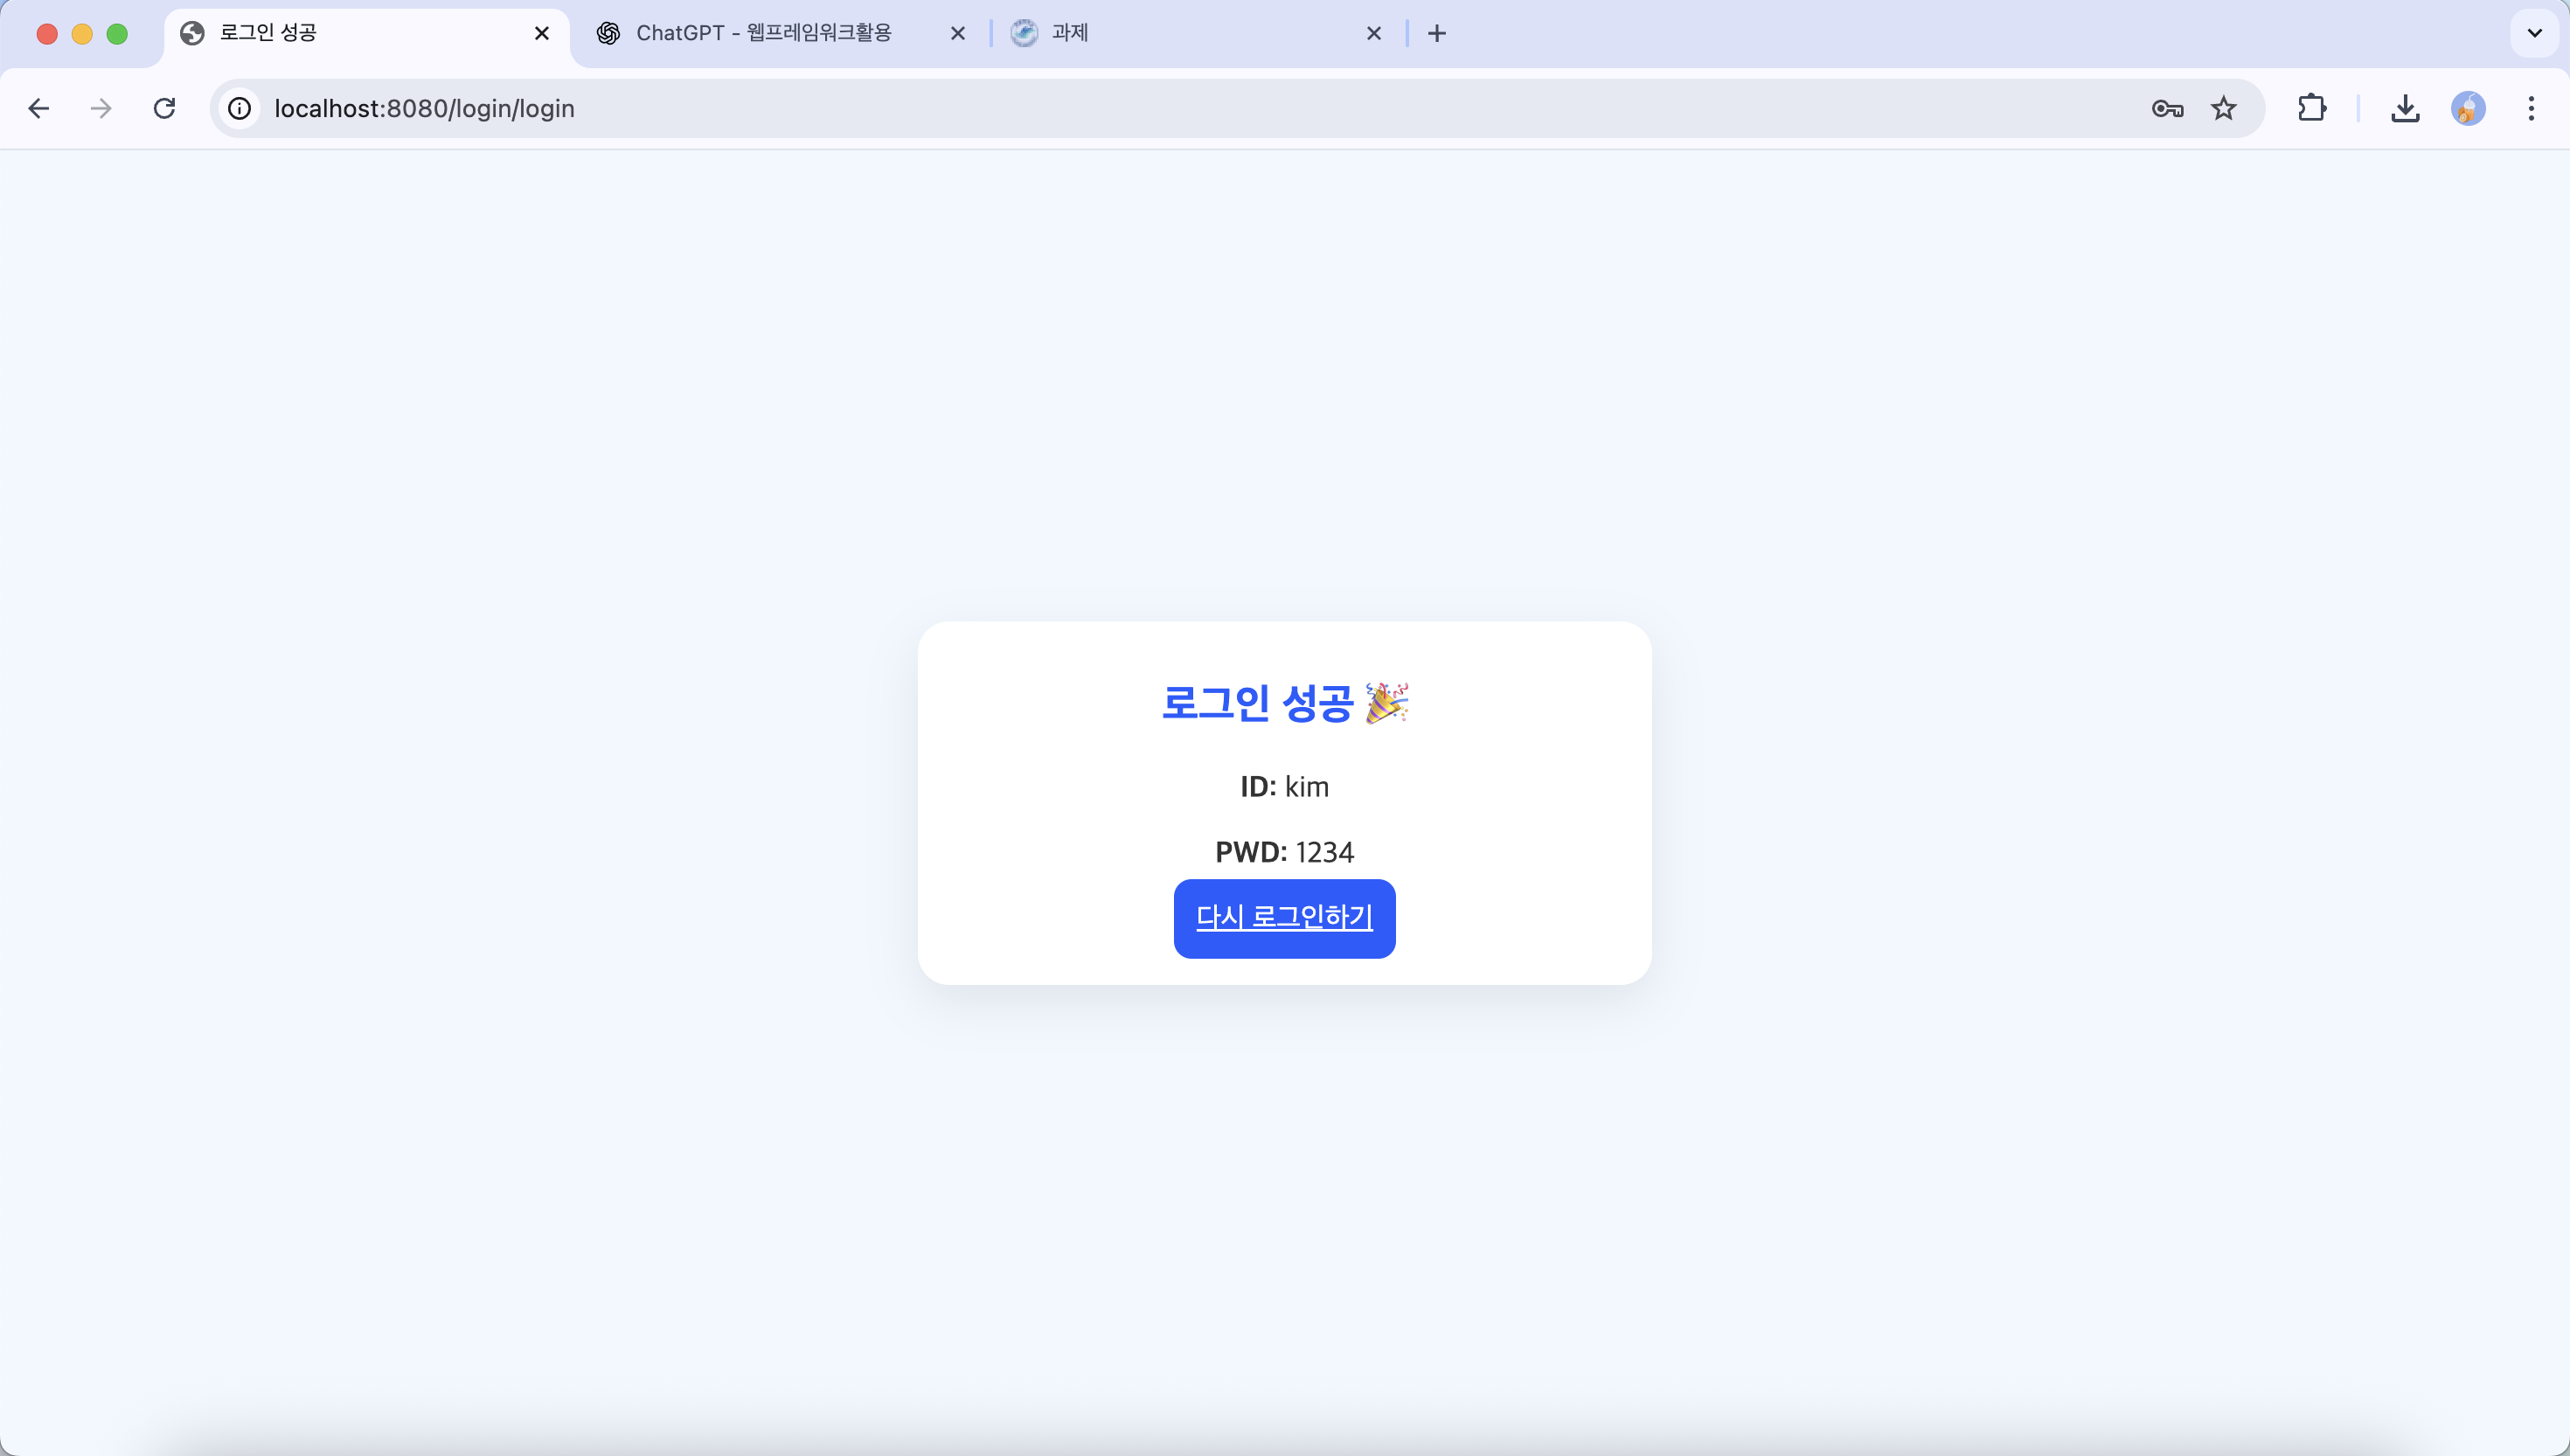 로그인 성공
ChatGPT - 웹프레임워크활용
과제
localhost:8080/login/login
로그인 성공 🎉
ID: kim
PWD: 1234
다시 로그인하기